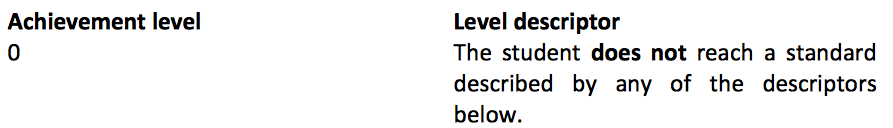 Achievement level Level descriptor
0 The student does not reach a standard
described by any of the descriptors
below.